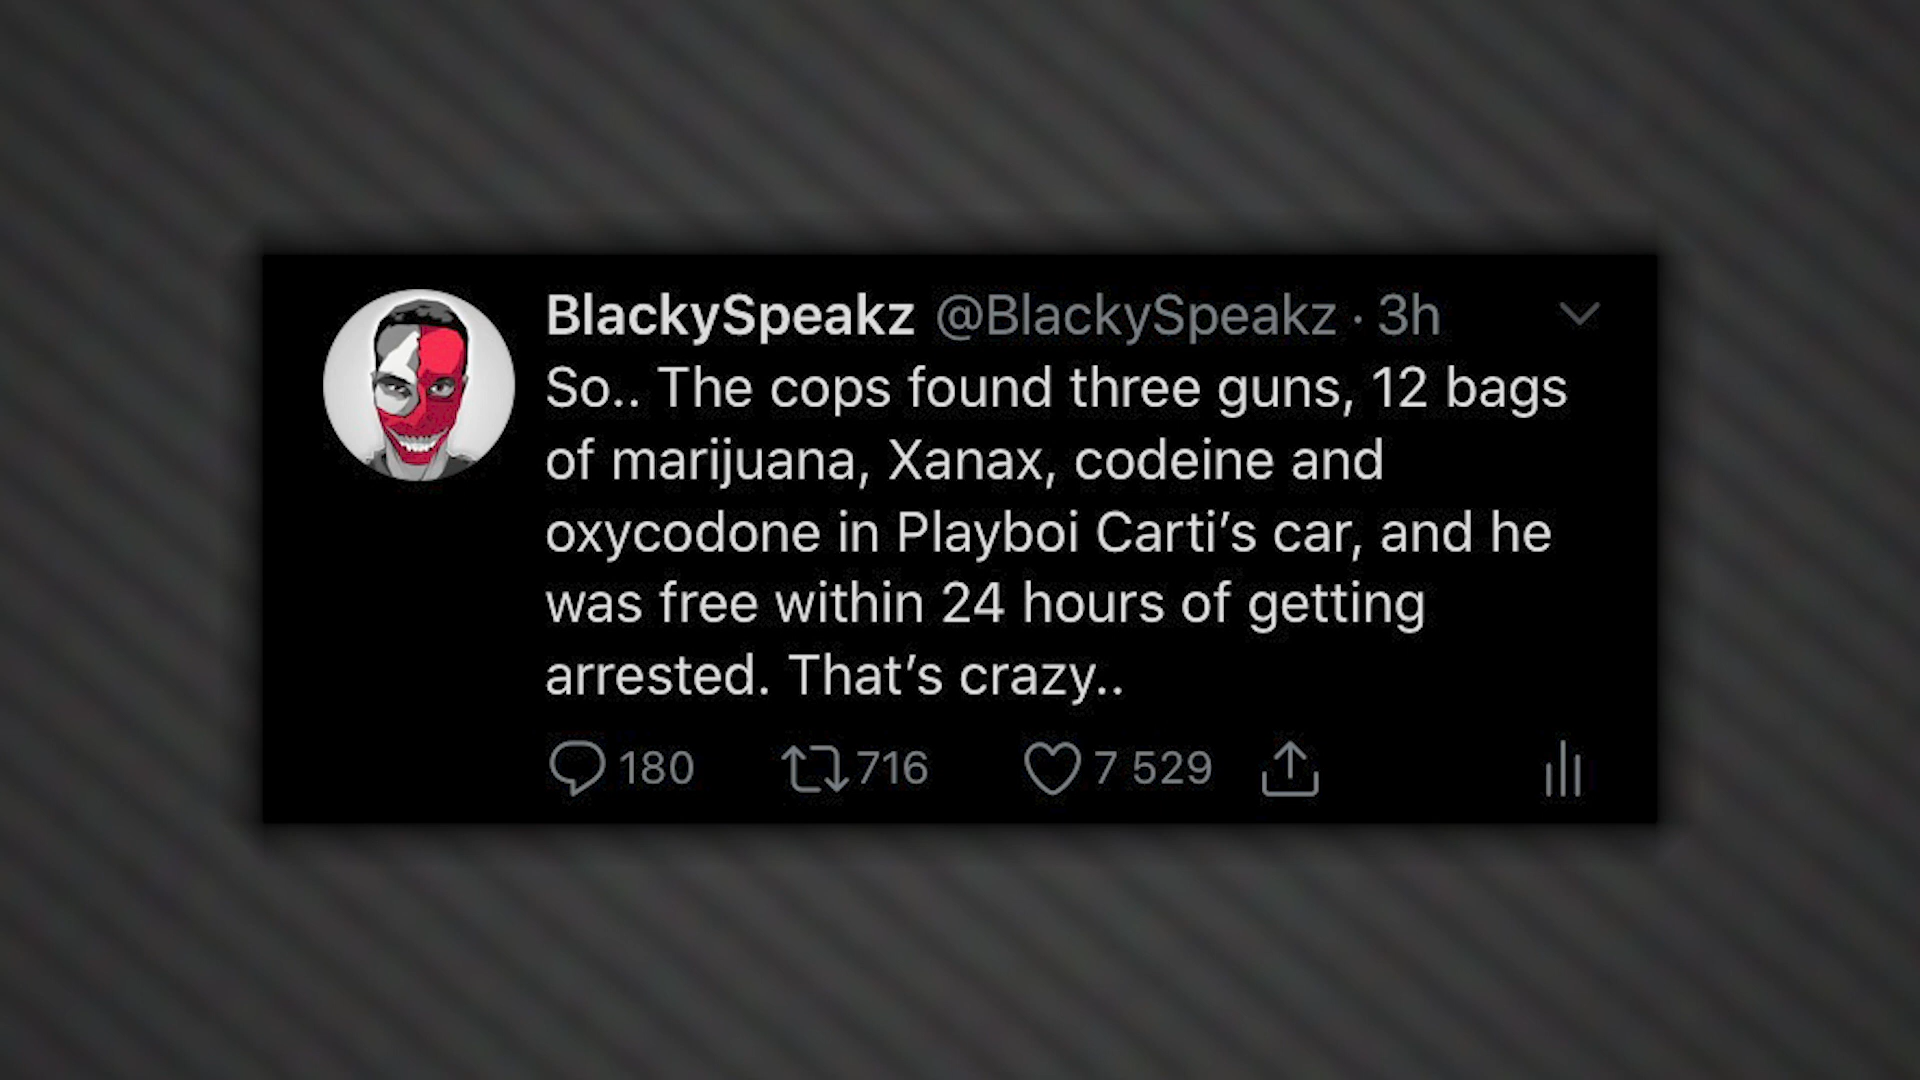 BlackySpeakz @BlackySpeakz · 3h
So.. The cops found three guns, 12 bags
of marijuana, Xanax, codeine and
oxycodone in Playboi Carti’s car, and he
was free within 24 hours of getting
arrested. That’s crazy..
180 716 7 529